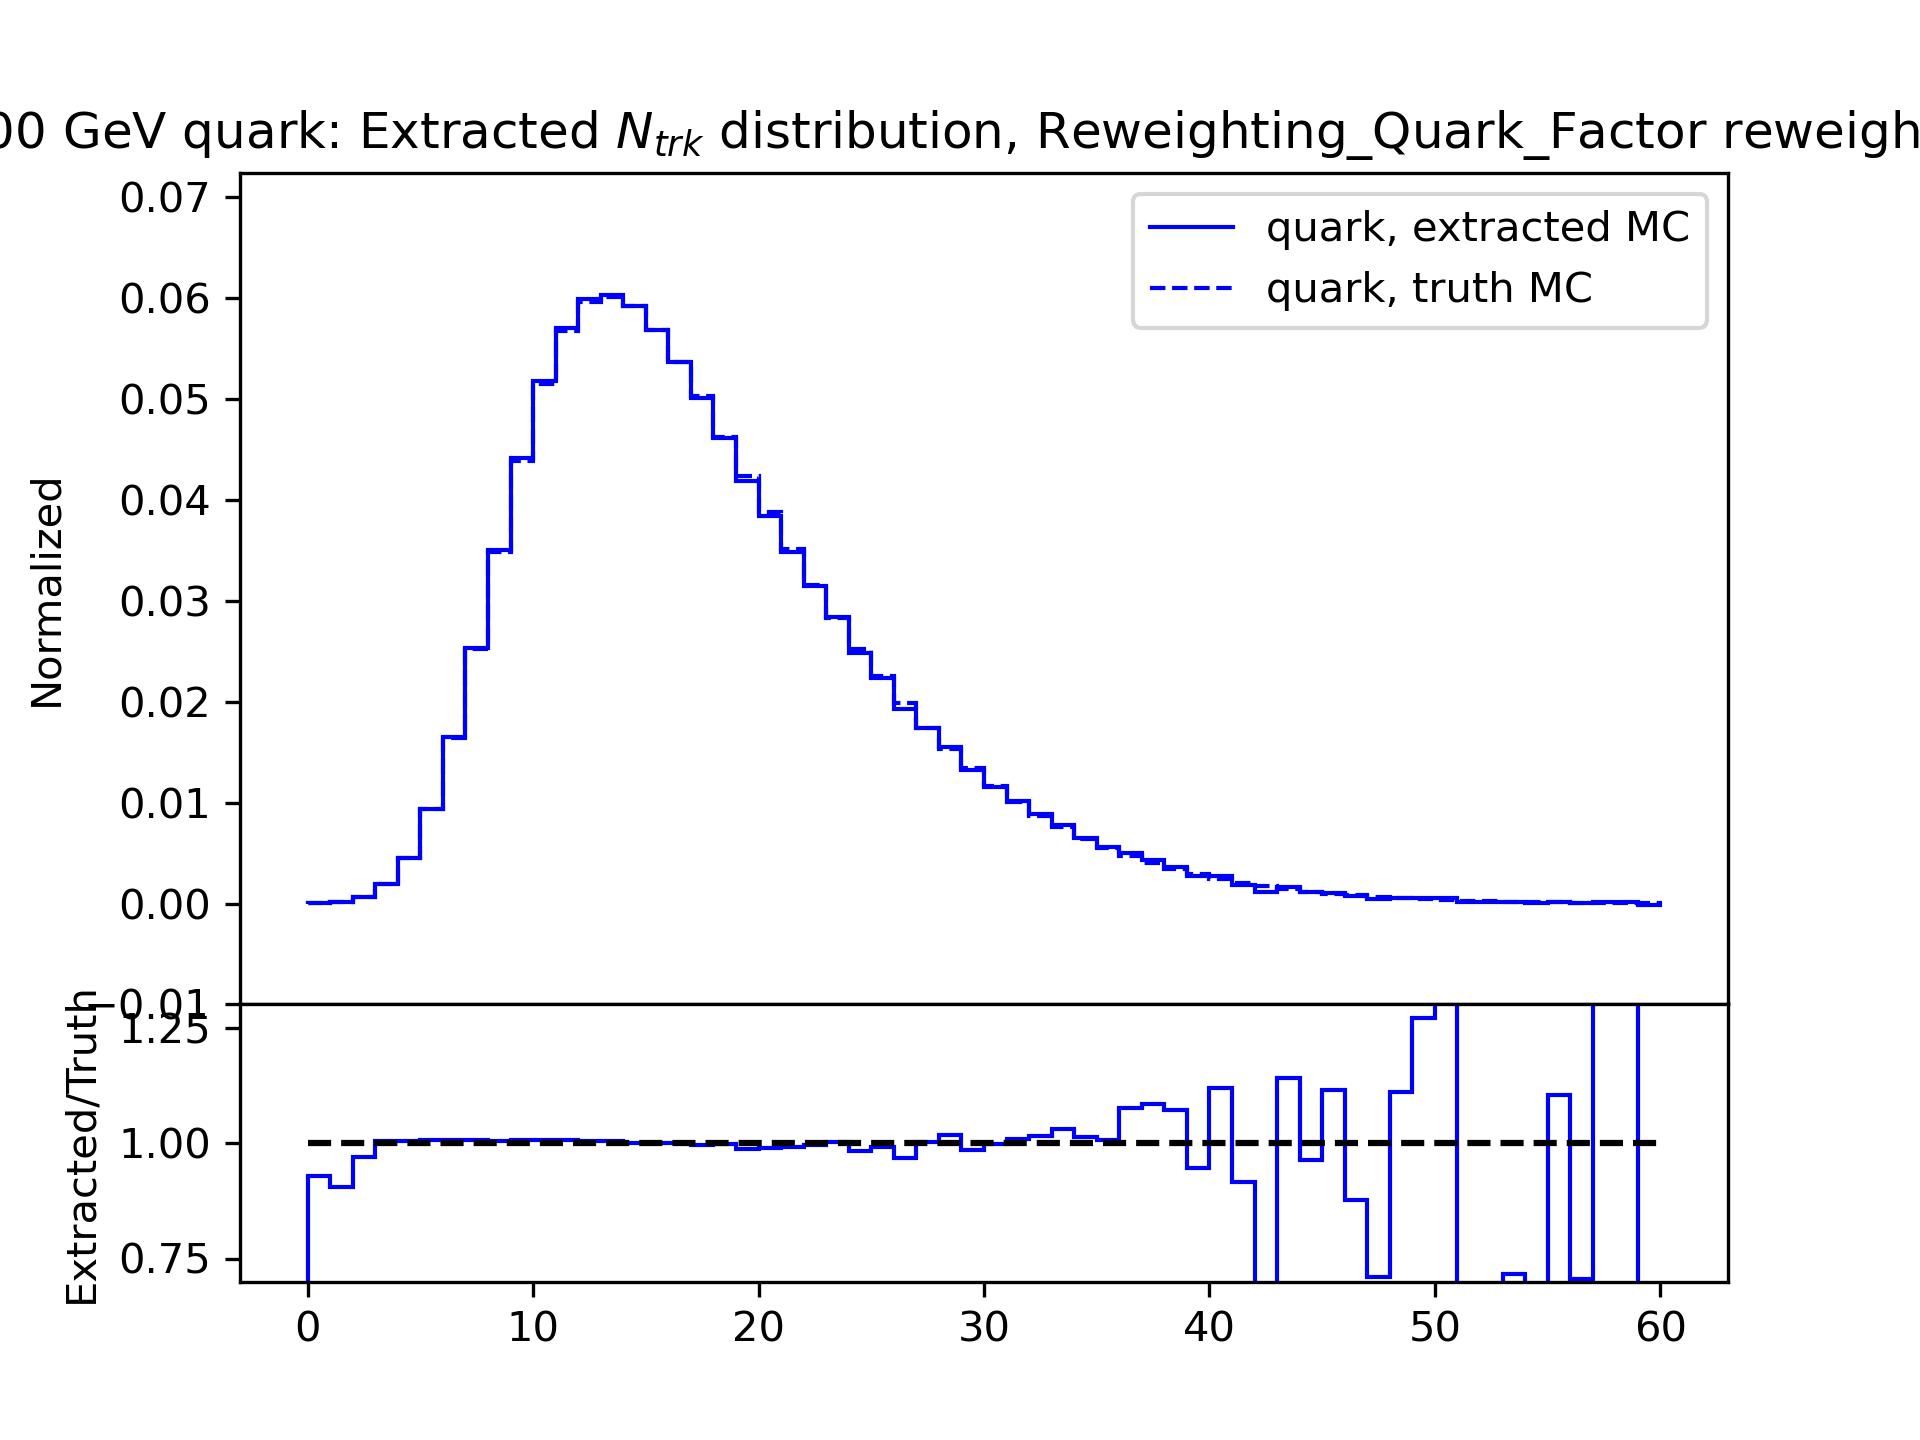 00 GeV quark: Extracted N_trk distribution, Reweighting_Quark_Factor reweigh
quark, extracted MC
quark, truth MC
Normalized
0.07
0.06
0.05
0.04
0.03
0.02
0.01
0.00
−0.01
Extracted/Truth
1.25
1.00
0.75
0 10 20 30 40 50 60